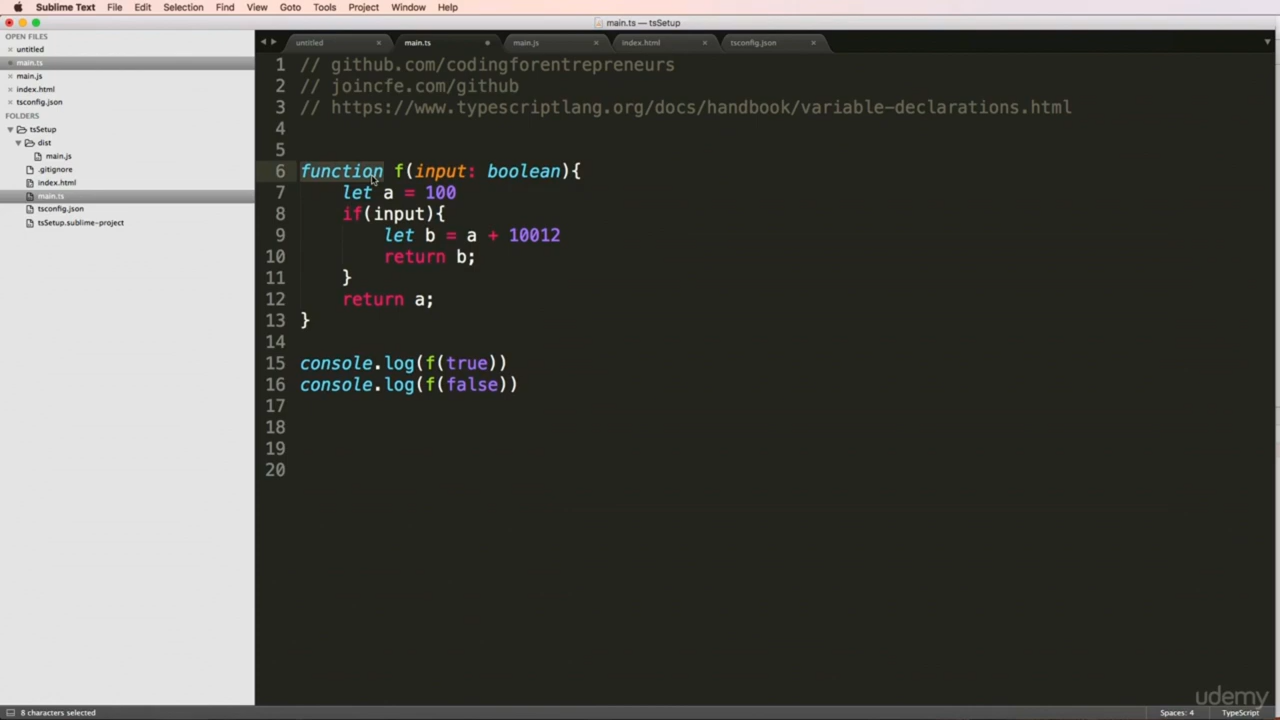 Sublime Text File Edit Selection Find View Goto Tools Project Window Help
main.ts — tsSetup
OPEN FILES
untitled
main.ts
main.js
index.html
tsconfig.json
FOLDERS
tsSetup
dist
main.js
.gitignore
index.html
main.ts
tsconfig.json
tsSetup.sublime-project
untitled main.ts main.js index.html tsconfig.json
1 // github.com/codingforentrepreneurs
2 // joincfe.com/github
3 // https://www.typescriptlang.org/docs/handbook/variable-declarations.html
4
5
6 function f(input: boolean){
7 let a = 100
8 if(input){
9 let b = a + 10012
10 return b;
11 }
12 return a;
13 }
14
15 console.log(f(true))
16 console.log(f(false))
17
18
19
20
udemy
8 characters selected Spaces: 4 TypeScript